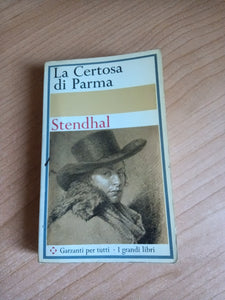 La Certosa
di Parma
Stendhal
Garzanti per tutti · I grandi libri